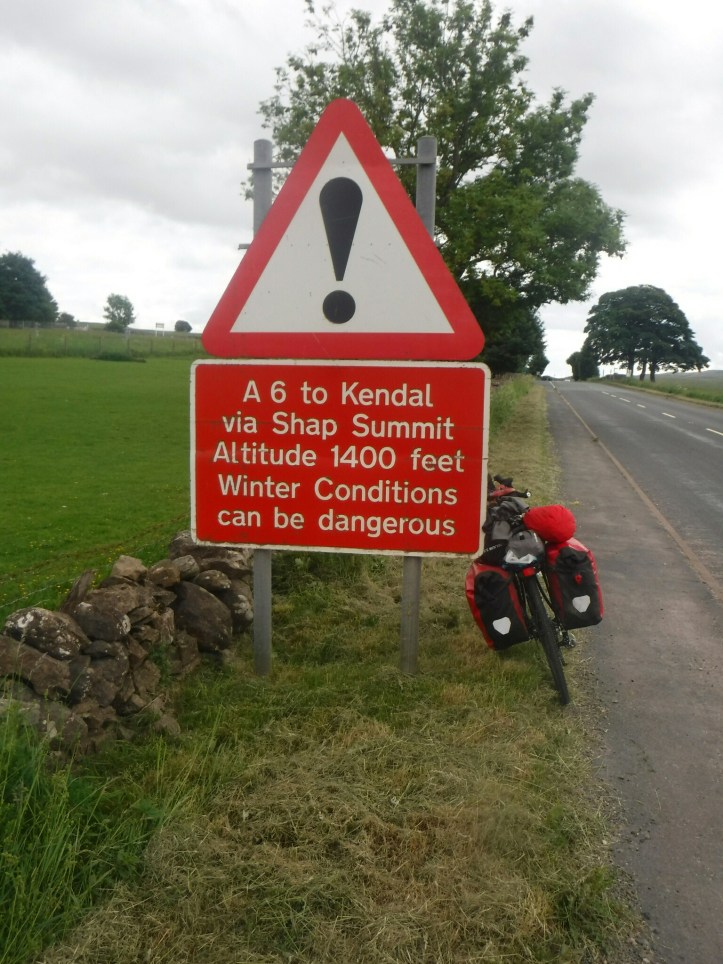 A 6 to Kendal
via Shap Summit
Altitude 1400 feet
Winter Conditions
can be dangerous